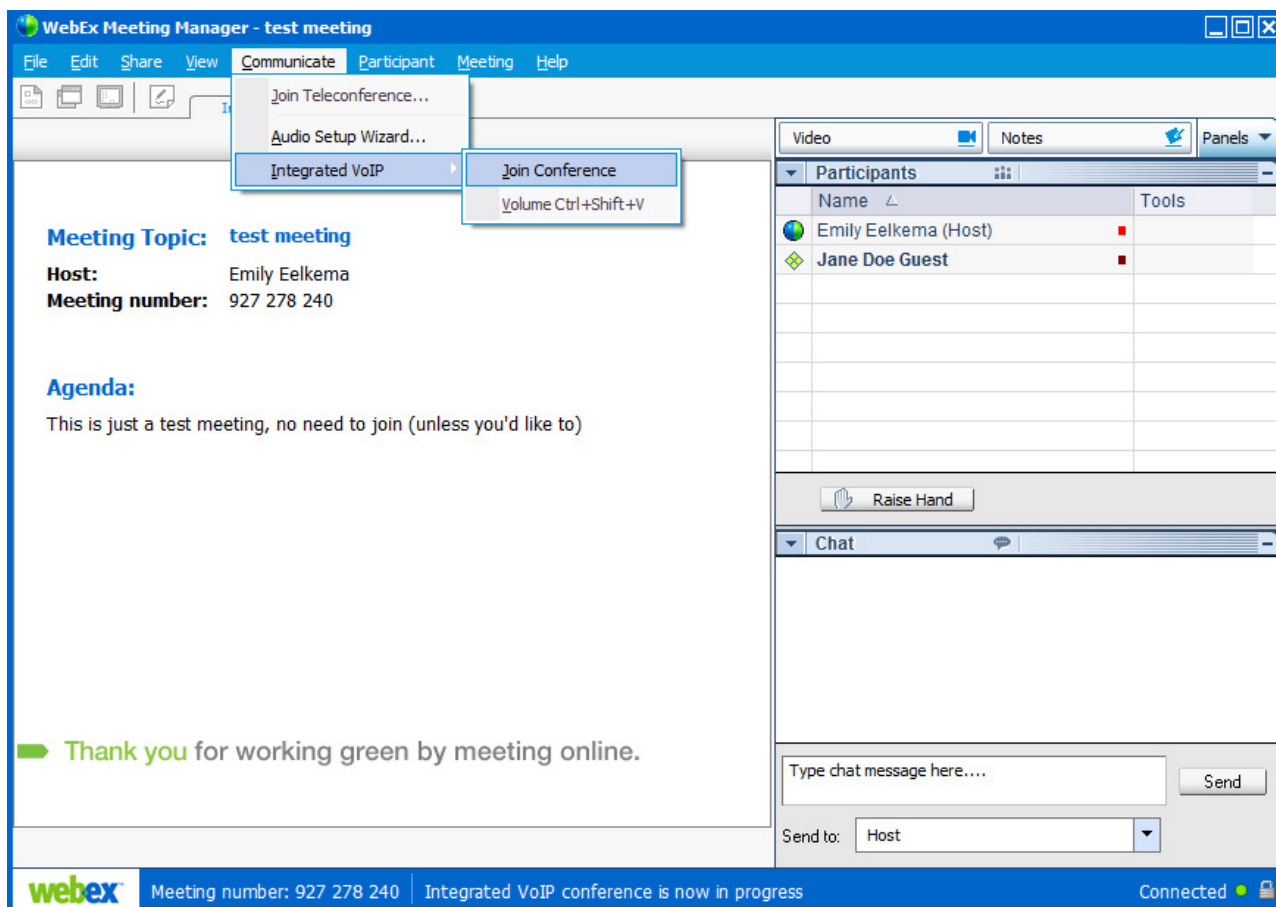 WebEx Meeting Manager - test meeting
File Edit Share View Communicate Participant Meeting Help
Join Teleconference...
Audio Setup Wizard...
Integrated VoIP
Join Conference
Volume Ctrl+Shift+V
Meeting Topic: test meeting
Host: Emily Eelkema
Meeting number: 927 278 240
Agenda:
This is just a test meeting, no need to join (unless you'd like to)
Thank you for working green by meeting online.
Video Notes Panels
Participants
Name Tools
Emily Eelkema (Host)
Jane Doe Guest
Raise Hand
Chat
Type chat message here....
Send
Send to: Host
webex Meeting number: 927 278 240 Integrated VoIP conference is now in progress Connected